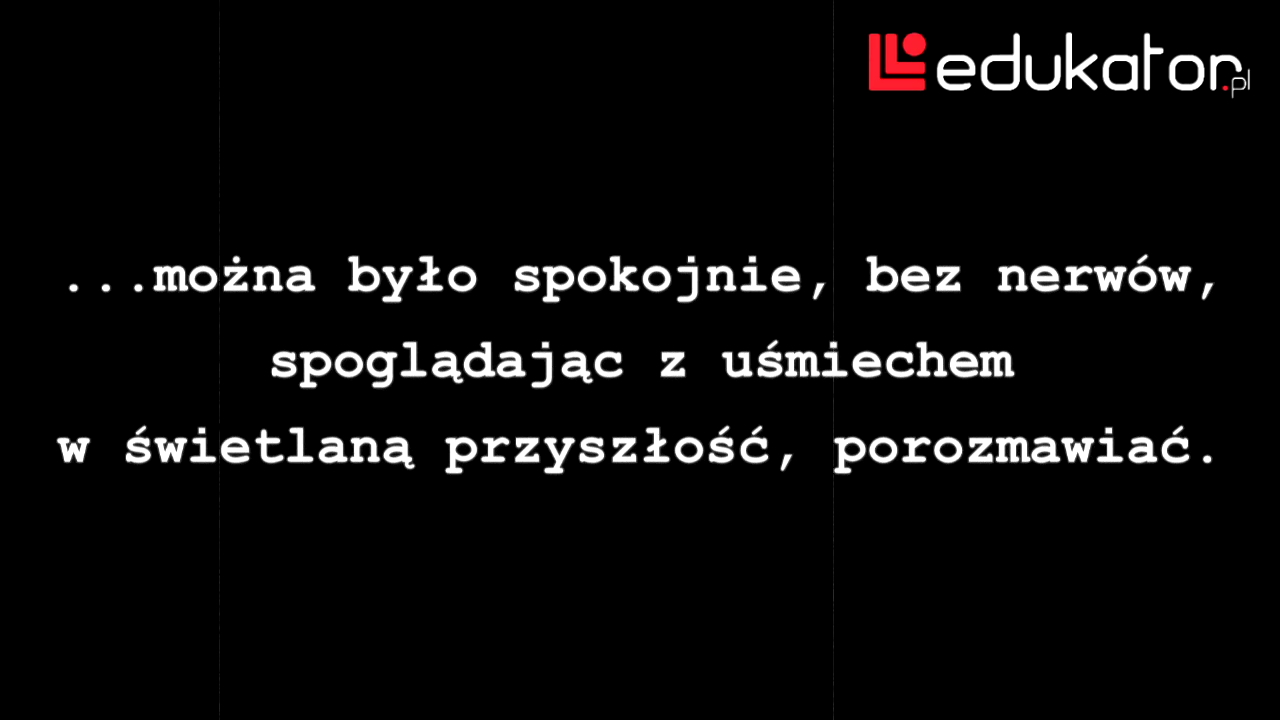 edukator.pl
...można było spokojnie, bez nerwów,
spoglądając z uśmiechem
w świetlaną przyszłość, porozmawiać.